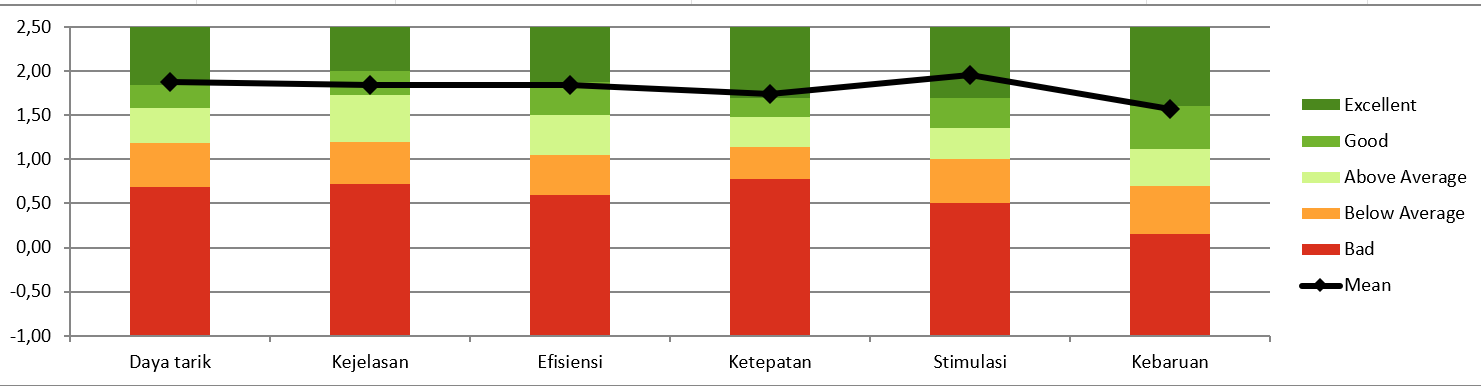 2,50
2,00
1,50
1,00
0,50
0,00
-0,50
-1,00
Daya tarik Kejelasan Efisiensi Ketepatan Stimulasi Kebaruan
Excellent
Good
Above Average
Below Average
Bad
Mean